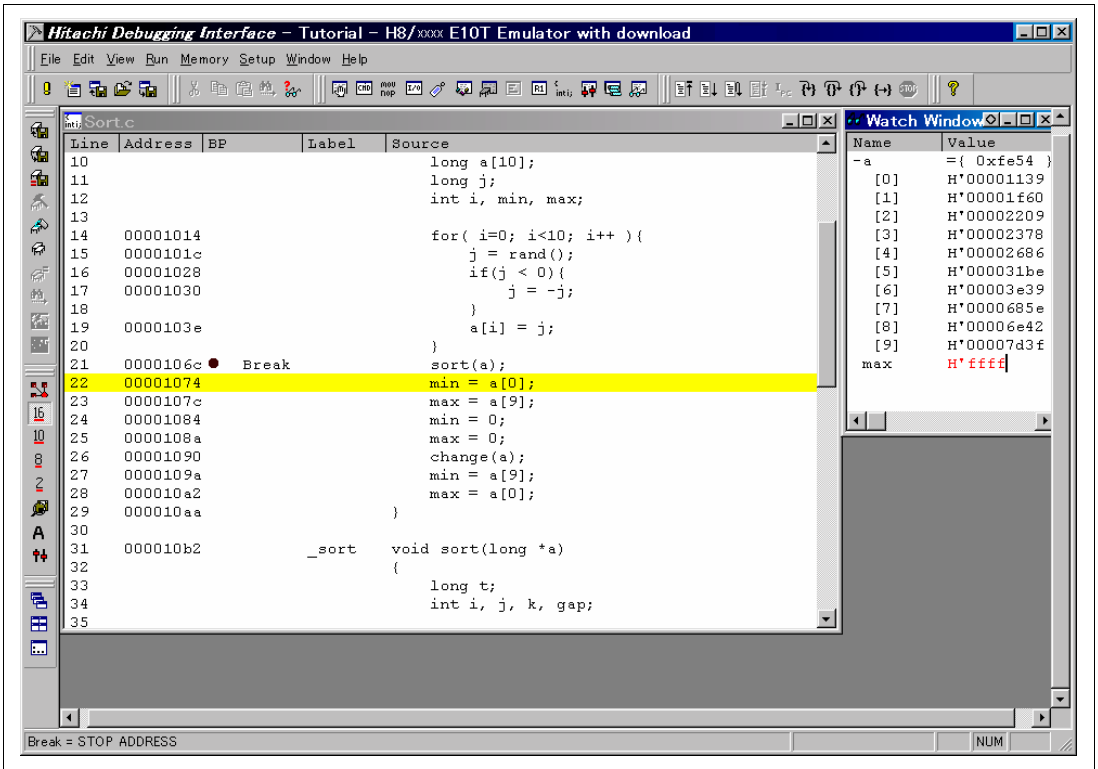 Hitachi Debugging Interface - Tutorial - H8/xxxx E10T Emulator with download
File Edit View Run Memory Setup Window Help
Sort.c
Line Address BP Label Source
10 long a[10];
11 long j;
12 int i, min, max;
13
14 00001014 for( i=0; i<10; i++ ){
15 0000101c j = rand();
16 00001028 if(j < 0){
17 00001030 j = -j;
18 }
19 0000103e a[i] = j;
20 }
21 0000106c Break sort(a);
22 00001074 min = a[0];
23 0000107c max = a[9];
24 00001084 min = 0;
25 0000108a max = 0;
26 00001090 change(a);
27 0000109a min = a[9];
28 000010a2 max = a[0];
29 000010aa }
30
31 000010b2 _sort void sort(long *a)
32 {
33 long t;
34 int i, j, k, gap;
35
Watch Window
Name Value
-a ={ 0xfe54 }
[0] H'00001139
[1] H'00001f60
[2] H'00002209
[3] H'00002378
[4] H'00002686
[5] H'000031be
[6] H'00003e39
[7] H'0000685e
[8] H'00006e42
[9] H'00007d3f
max H'ffff
16
10
8
2
A
Break = STOP ADDRESS
NUM